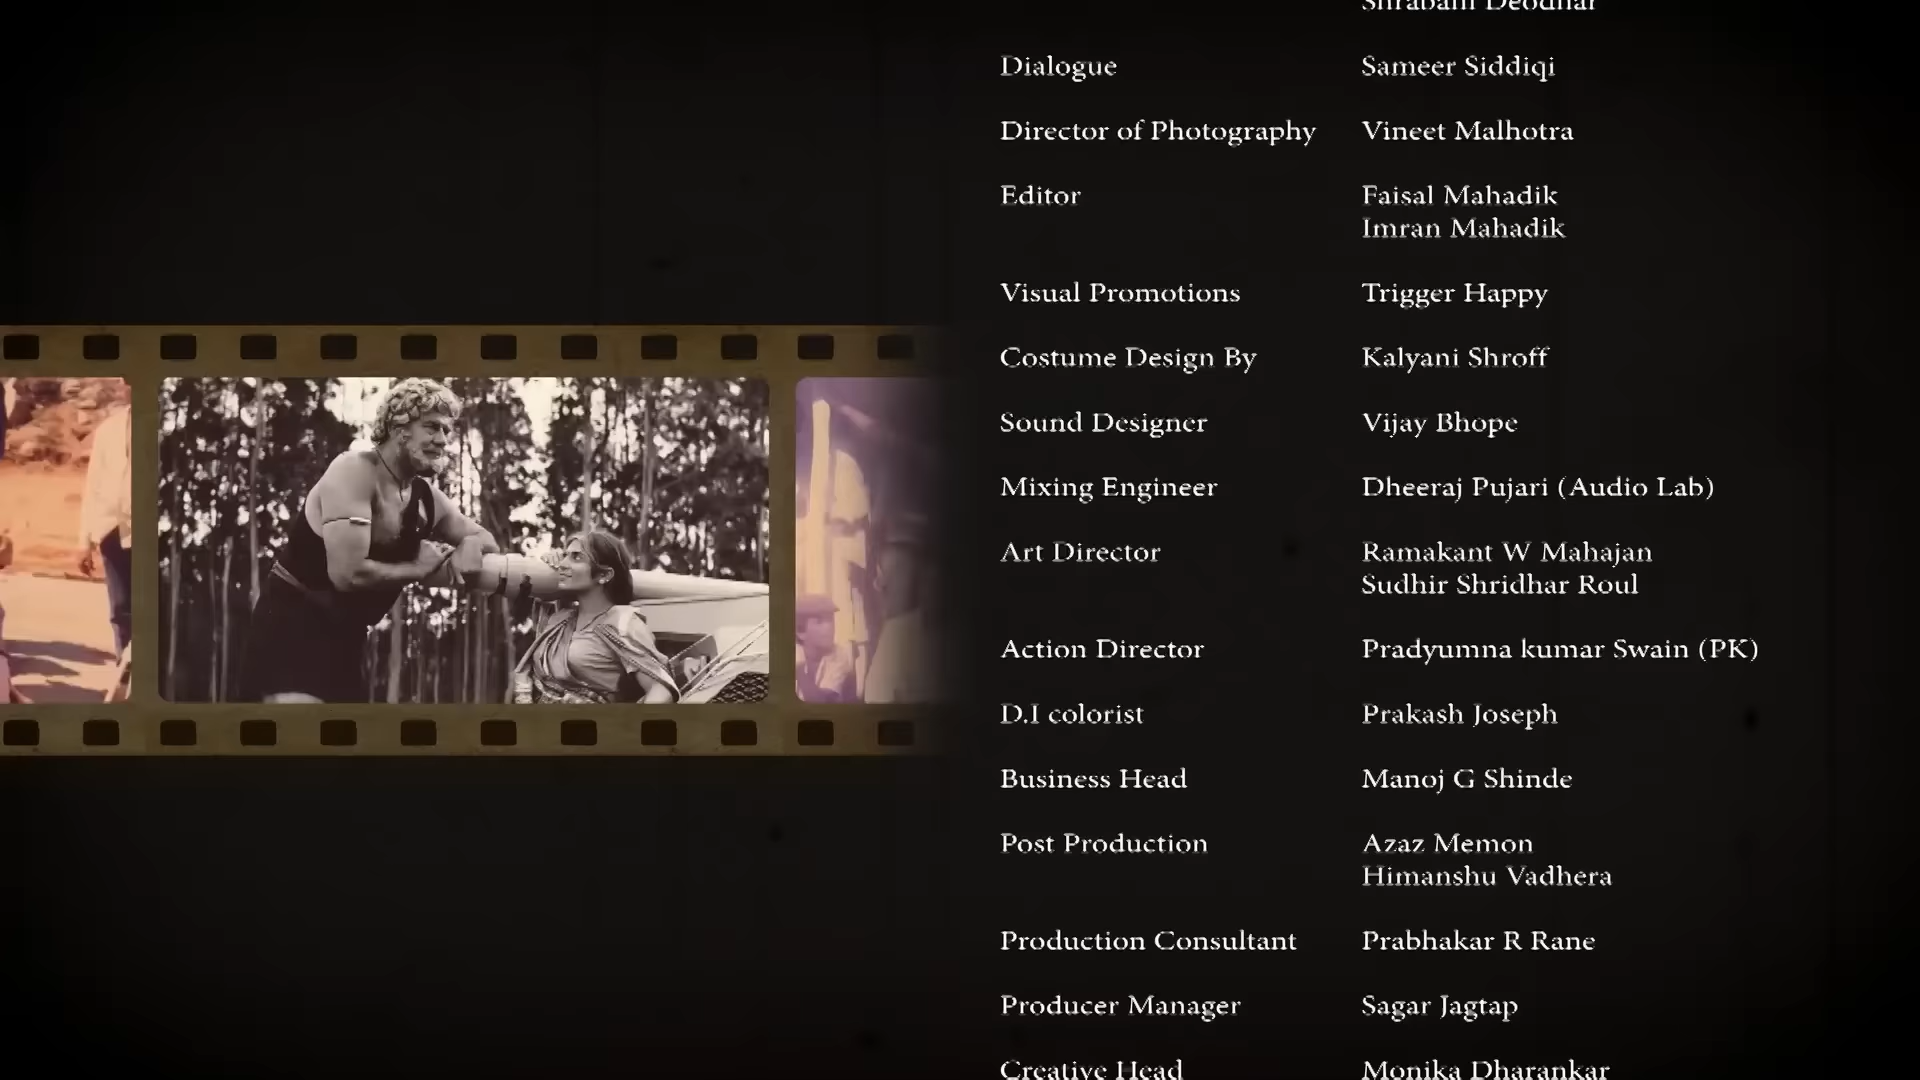 Shrabani Deodhar
Dialogue Sameer Siddiqi
Director of Photography Vineet Malhotra
Editor Faisal Mahadik
Imran Mahadik
Visual Promotions Trigger Happy
Costume Design By Kalyani Shroff
Sound Designer Vijay Bhope
Mixing Engineer Dheeraj Pujari (Audio Lab)
Art Director Ramakant W Mahajan
Sudhir Shridhar Roul
Action Director Pradyumna kumar Swain (PK)
D.I colorist Prakash Joseph
Business Head Manoj G Shinde
Post Production Azaz Memon
Himanshu Vadhera
Production Consultant Prabhakar R Rane
Producer Manager Sagar Jagtap
Creative Head Monika Dharankar